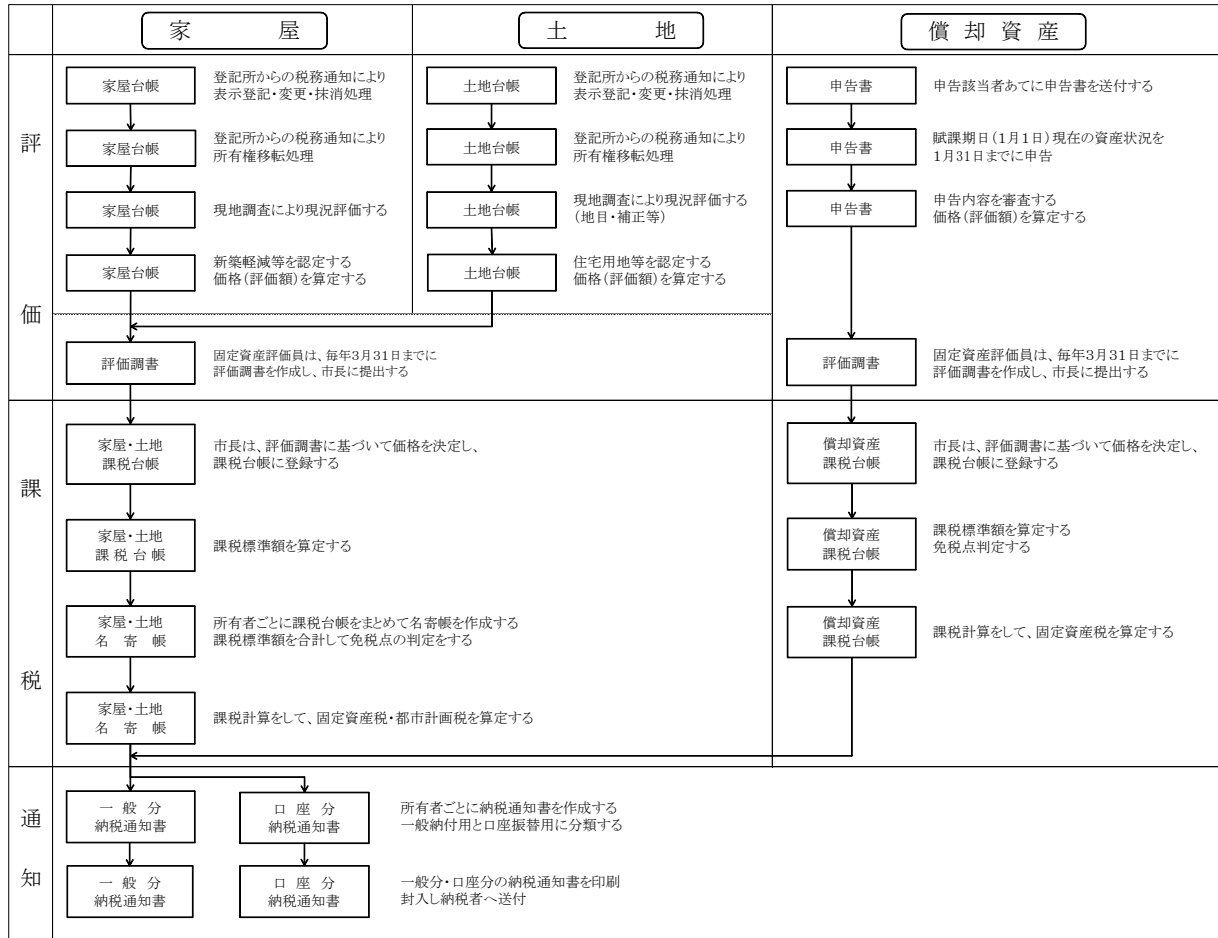 家屋
土地
償却資産
評価
家屋台帳
登記所からの税務通知により
表示登記・変更・抹消処理
家屋台帳
登記所からの税務通知により
所有権移転処理
家屋台帳
現地調査により現況評価する
家屋台帳
新築軽減等を認定する
価格(評価額)を算定する
土地台帳
登記所からの税務通知により
表示登記・変更・抹消処理
土地台帳
登記所からの税務通知により
所有権移転処理
土地台帳
現地調査により現況評価する
(地目・補正等)
土地台帳
住宅用地等を認定する
価格(評価額)を算定する
評価調書
固定資産評価員は、毎年3月31日までに
評価調書を作成し、市長に提出する
申告書
申告該当者あてに申告書を送付する
申告書
賦課期日(1月1日)現在の資産状況を
1月31日までに申告
申告書
申告内容を審査する
価格(評価額)を算定する
評価調書
固定資産評価員は、毎年3月31日までに
評価調書を作成し、市長に提出する
課税
家屋・土地
課税台帳
市長は、評価調書に基づいて価格を決定し、
課税台帳に登録する
家屋・土地
課税台帳
課税標準額を算定する
家屋・土地
名寄帳
所有者ごとに課税台帳をまとめて名寄帳を作成する
課税標準額を合計して免税点の判定をする
家屋・土地
名寄帳
課税計算をして、固定資産税・都市計画税を算定する
償却資産
課税台帳
市長は、評価調書に基づいて価格を決定し、
課税台帳に登録する
償却資産
課税台帳
課税標準額を算定する
免税点判定する
償却資産
課税台帳
課税計算をして、固定資産税を算定する
通知
一般分
納税通知書
口座分
納税通知書
所有者ごとに納税通知書を作成する
一般納付用と口座振替用に分類する
一般分
納税通知書
口座分
納税通知書
一般分・口座分の納税通知書を印刷
封入し納税者へ送付